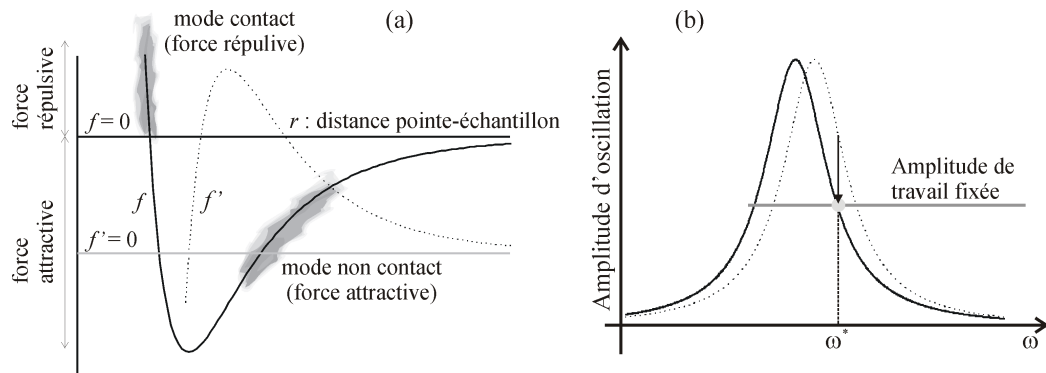 (a)
mode contact
(force répulive)
force
répulsive
f = 0
r : distance pointe-échantillon
f
f’
f’ = 0
force
attractive
mode non contact
(force attractive)
(b)
Amplitude d’oscillation
Amplitude de
travail fixée
ω*
ω